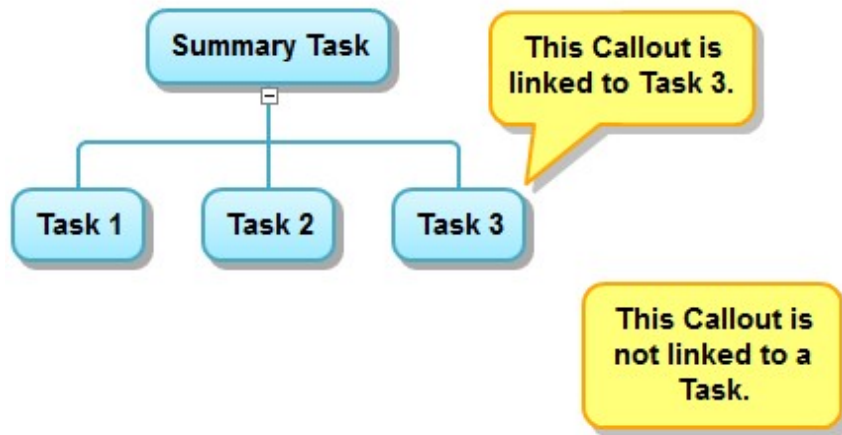 Summary Task
This Callout is
linked to Task 3.
Task 1
Task 2
Task 3
This Callout is
not linked to a
Task.